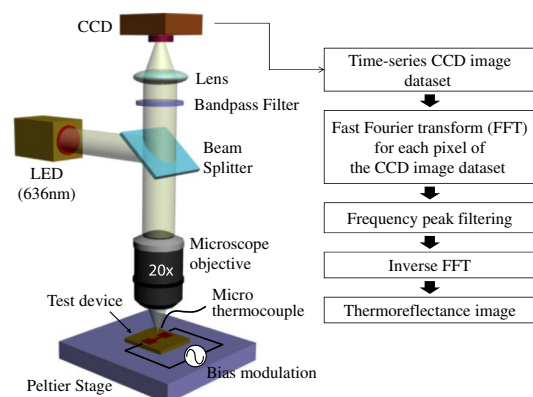 CCD
Lens
Bandpass Filter
Beam
Splitter
LED
(636nm)
Microscope
objective
20x
Micro
thermocouple
Test device
Bias modulation
Peltier Stage
Time-series CCD image
dataset
Fast Fourier transform (FFT)
for each pixel of
the CCD image dataset
Frequency peak filtering
Inverse FFT
Thermoreflectance image